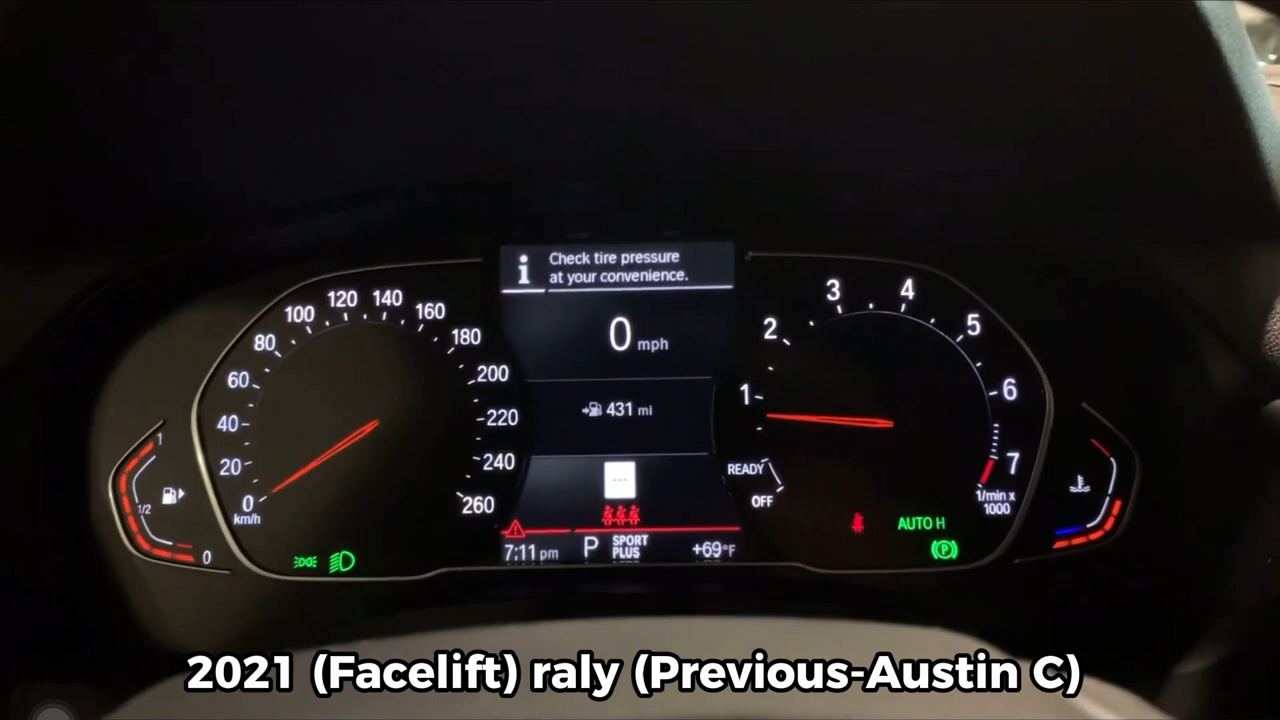 Check tire pressure
at your convenience.
0 mph
431 mi
---
7:11 pm
P
SPORT
PLUS
+69°F
1
1/2
0
0
20
40
60
80
100
120
140
160
180
200
220
240
260
km/h
READY
OFF
1
2
3
4
5
6
7
1/min x
1000
AUTO H
P
2021 (Facelift) raly (Previous-Austin C)